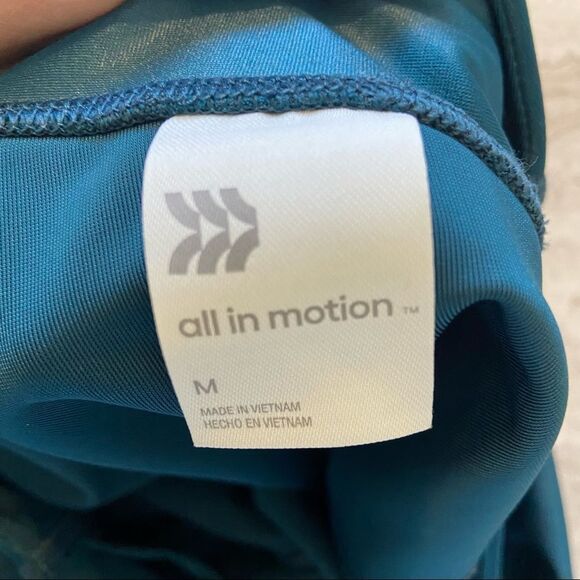 all in motion ™
M
MADE IN VIETNAM
HECHO EN VIETNAM